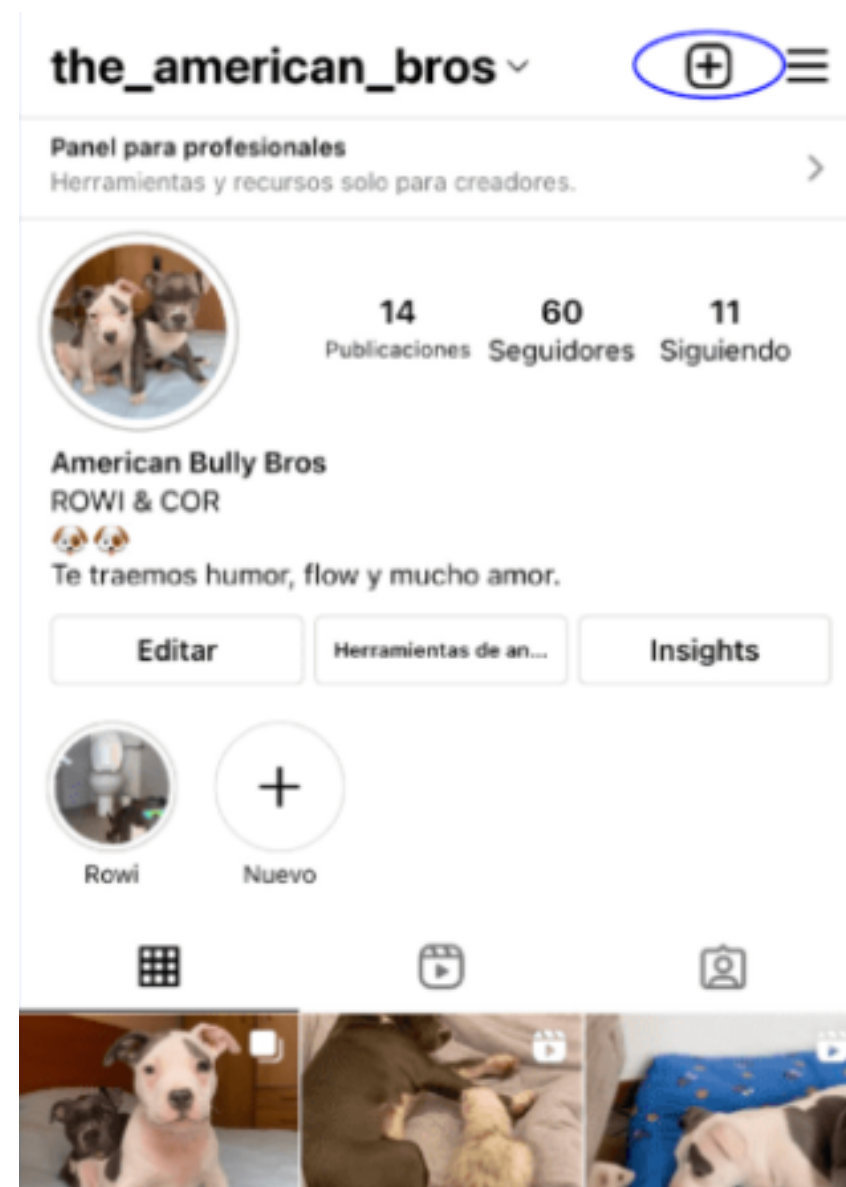 the_american_bros
Panel para profesionales
Herramientas y recursos solo para creadores.
14 60 11
Publicaciones Seguidores Siguiendo
American Bully Bros
ROWI & COR
🐶🐶
Te traemos humor, flow y mucho amor.
Editar Herramientas de an... Insights
Rowi Nuevo